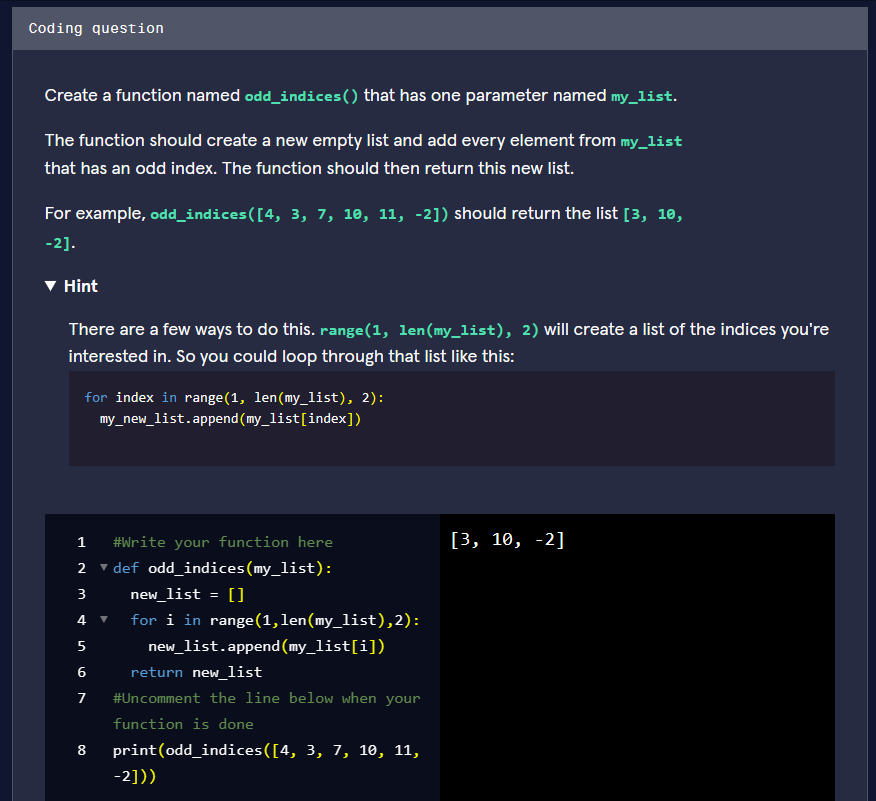 Coding question
Create a function named odd_indices() that has one parameter named my_list.
The function should create a new empty list and add every element from my_list
that has an odd index. The function should then return this new list.
For example, odd_indices([4, 3, 7, 10, 11, -2]) should return the list [3, 10,
-2].
▼ Hint
There are a few ways to do this. range(1, len(my_list), 2) will create a list of the indices you're
interested in. So you could loop through that list like this:
for index in range(1, len(my_list), 2):
  my_new_list.append(my_list[index])
1 #Write your function here
2 ▼ def odd_indices(my_list):
3   new_list = []
4 ▼   for i in range(1,len(my_list),2):
5     new_list.append(my_list[i])
6   return new_list
7 #Uncomment the line below when your
function is done
8 print(odd_indices([4, 3, 7, 10, 11,
-2]))
[3, 10, -2]